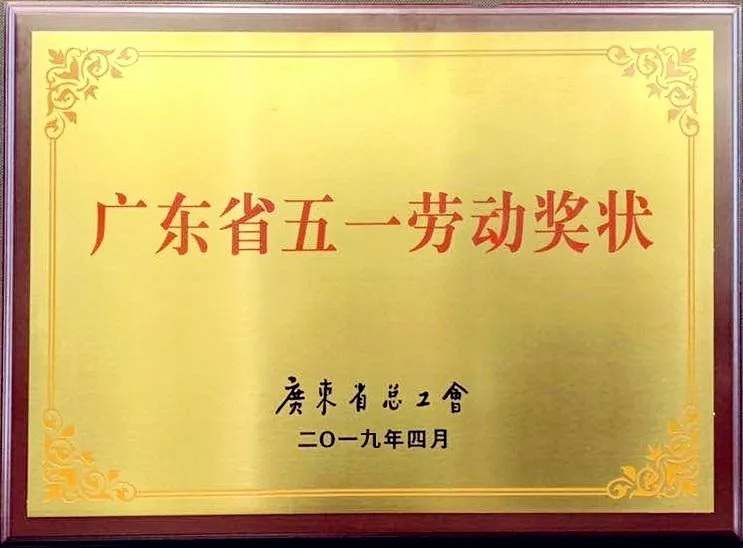 广东省五一劳动奖状
廣東省总工會
二〇一九年四月